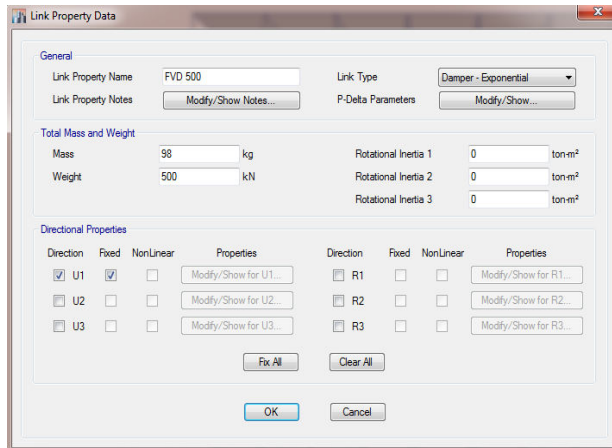 Link Property Data
General
Link Property Name FVD 500 Link Type Damper - Exponential
Link Property Notes Modify/Show Notes... P-Delta Parameters Modify/Show...
Total Mass and Weight
Mass 98 kg Rotational Inertia 1 0 ton-m²
Weight 500 kN Rotational Inertia 2 0 ton-m²
Rotational Inertia 3 0 ton-m²
Directional Properties
Direction Fixed NonLinear Properties Direction Fixed NonLinear Properties
U1 Modify/Show for U1... R1 Modify/Show for R1...
U2 Modify/Show for U2... R2 Modify/Show for R2...
U3 Modify/Show for U3... R3 Modify/Show for R3...
Fix All Clear All
OK Cancel